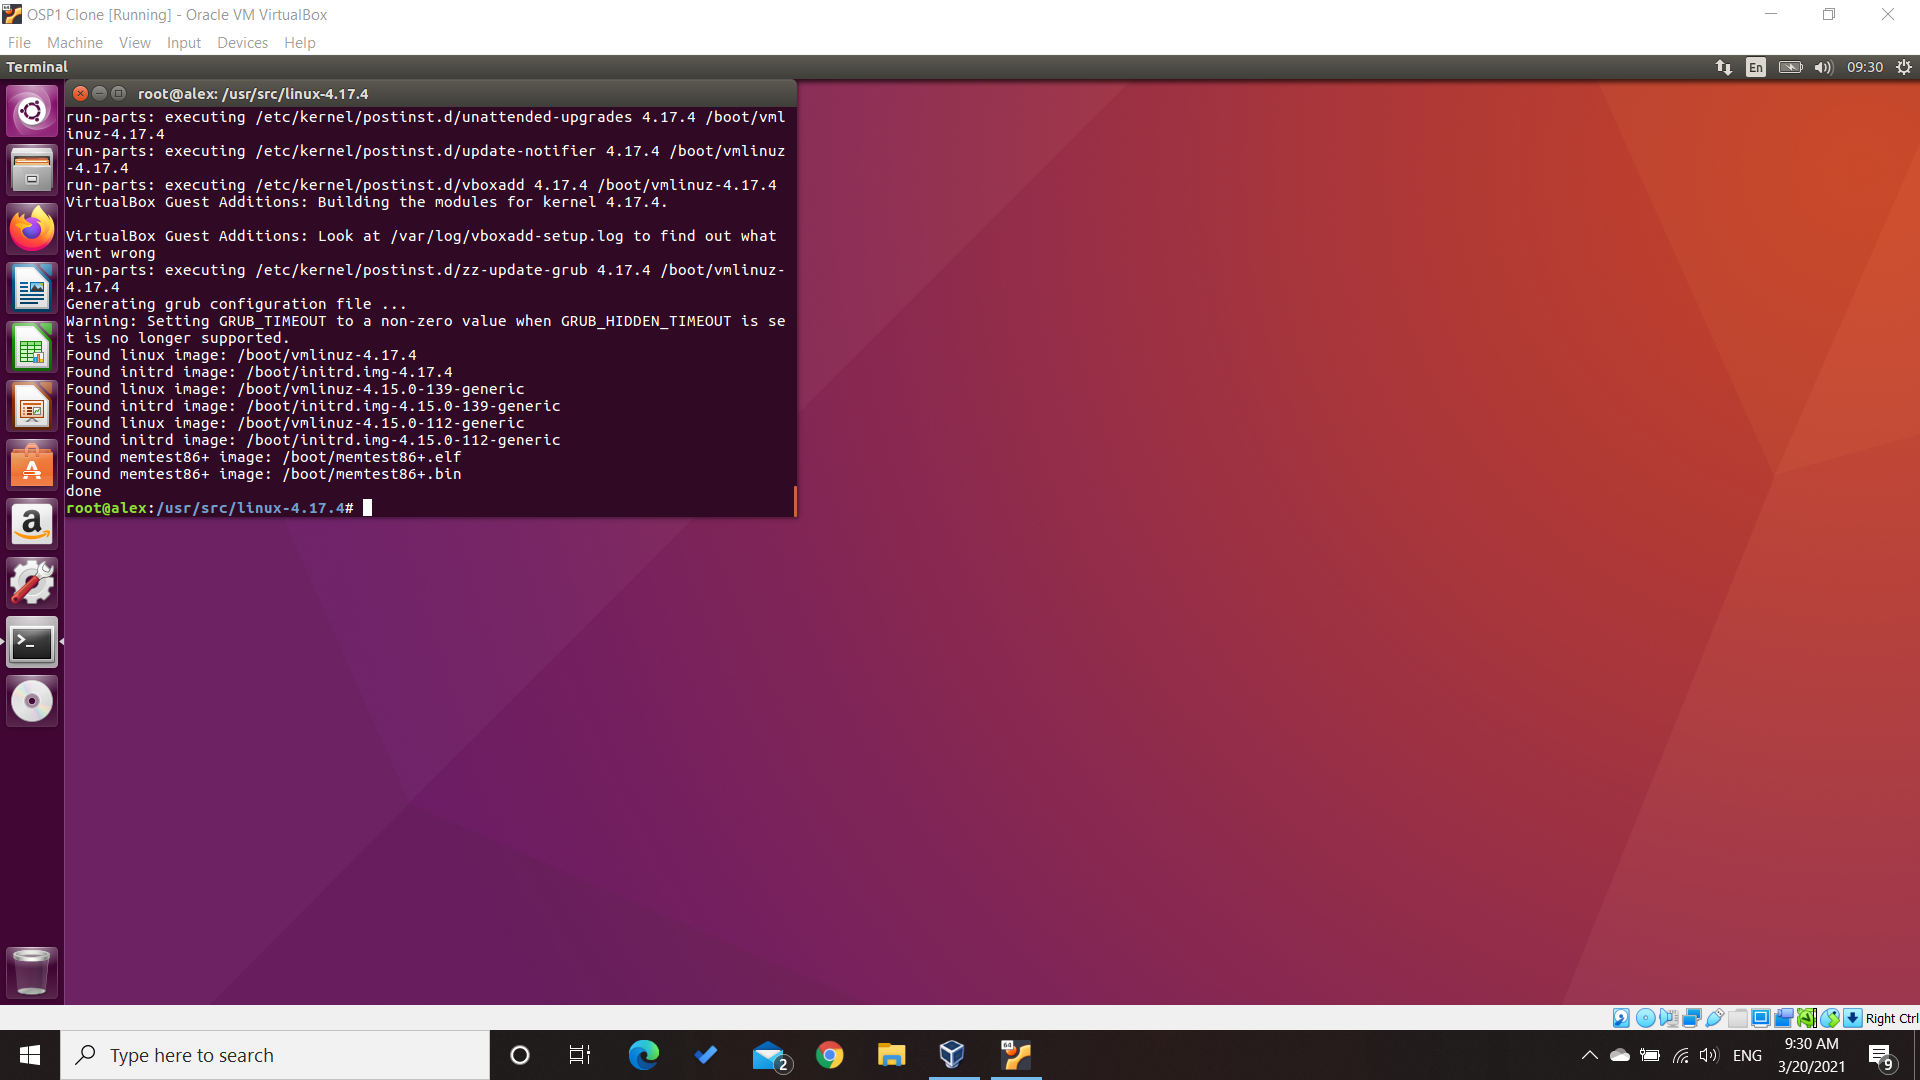 OSP1 Clone [Running] - Oracle VM VirtualBox
File Machine View Input Devices Help
Terminal
En
09:30
root@alex: /usr/src/linux-4.17.4
run-parts: executing /etc/kernel/postinst.d/unattended-upgrades 4.17.4 /boot/vml
inuz-4.17.4
run-parts: executing /etc/kernel/postinst.d/update-notifier 4.17.4 /boot/vmlinuz
-4.17.4
run-parts: executing /etc/kernel/postinst.d/vboxadd 4.17.4 /boot/vmlinuz-4.17.4
VirtualBox Guest Additions: Building the modules for kernel 4.17.4.
VirtualBox Guest Additions: Look at /var/log/vboxadd-setup.log to find out what
went wrong
run-parts: executing /etc/kernel/postinst.d/zz-update-grub 4.17.4 /boot/vmlinuz-
4.17.4
Generating grub configuration file ...
Warning: Setting GRUB_TIMEOUT to a non-zero value when GRUB_HIDDEN_TIMEOUT is se
t is no longer supported.
Found linux image: /boot/vmlinuz-4.17.4
Found initrd image: /boot/initrd.img-4.17.4
Found linux image: /boot/vmlinuz-4.15.0-139-generic
Found initrd image: /boot/initrd.img-4.15.0-139-generic
Found linux image: /boot/vmlinuz-4.15.0-112-generic
Found initrd image: /boot/initrd.img-4.15.0-112-generic
Found memtest86+ image: /boot/memtest86+.elf
Found memtest86+ image: /boot/memtest86+.bin
done
root@alex:/usr/src/linux-4.17.4#
Right Ctrl
Type here to search
2
64
ENG
9:30 AM
3/20/2021
9